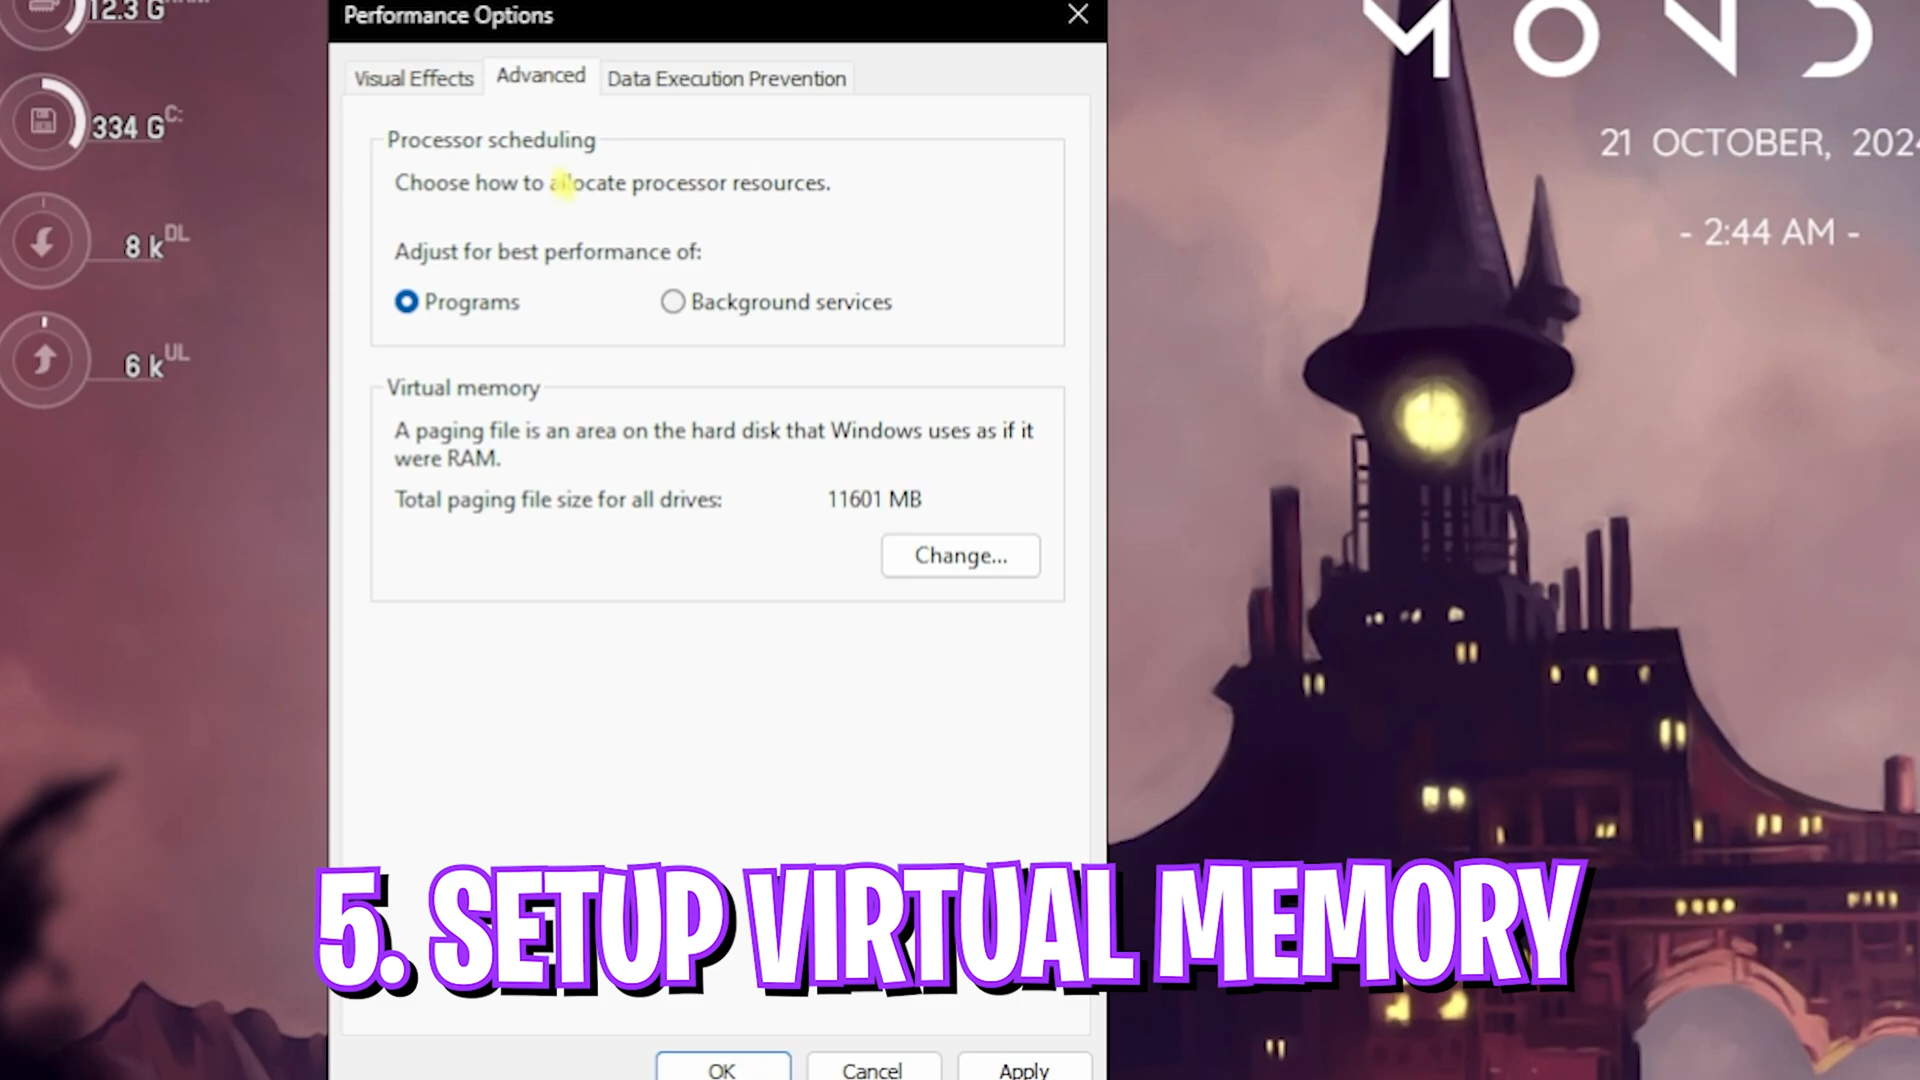 12.3 G
334 G C:
8 k DL
6 k UL
Performance Options
Visual Effects
Advanced
Data Execution Prevention
Processor scheduling
Choose how to allocate processor resources.
Adjust for best performance of:
Programs
Background services
Virtual memory
A paging file is an area on the hard disk that Windows uses as if it
were RAM.
Total paging file size for all drives:
11601 MB
Change...
OK
Cancel
Apply
21 OCTOBER, 2024
- 2:44 AM -
5. SETUP VIRTUAL MEMORY